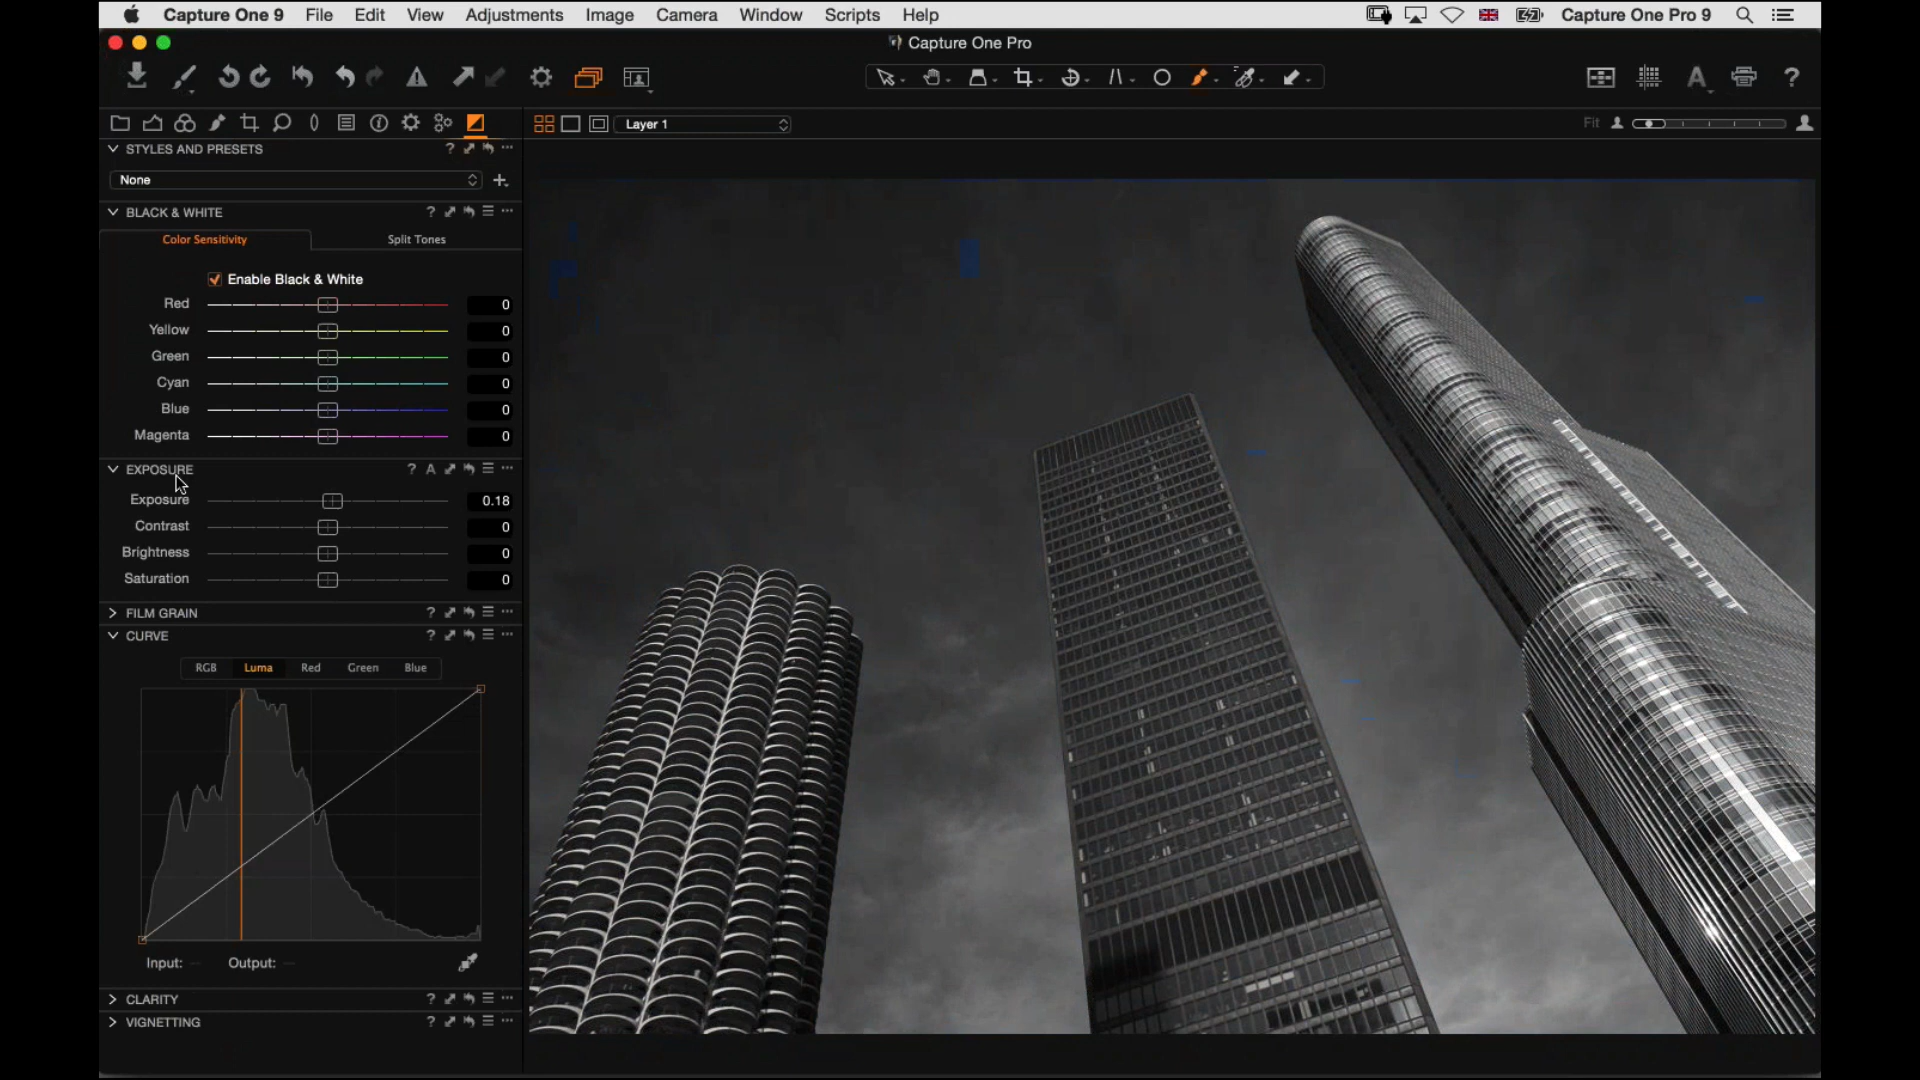 Capture One 9 File Edit View Adjustments Image Camera Window Scripts Help Capture One Pro 9
Capture One Pro
Layer 1
Fit
STYLES AND PRESETS ?
None
BLACK & WHITE ?
Color Sensitivity Split Tones
Enable Black & White
Red 0
Yellow 0
Green 0
Cyan 0
Blue 0
Magenta 0
EXPOSURE ? A
Exposure 0.18
Contrast 0
Brightness 0
Saturation 0
FILM GRAIN ?
CURVE ?
RGB Luma Red Green Blue
Input: -- Output: --
CLARITY ?
VIGNETTING ?